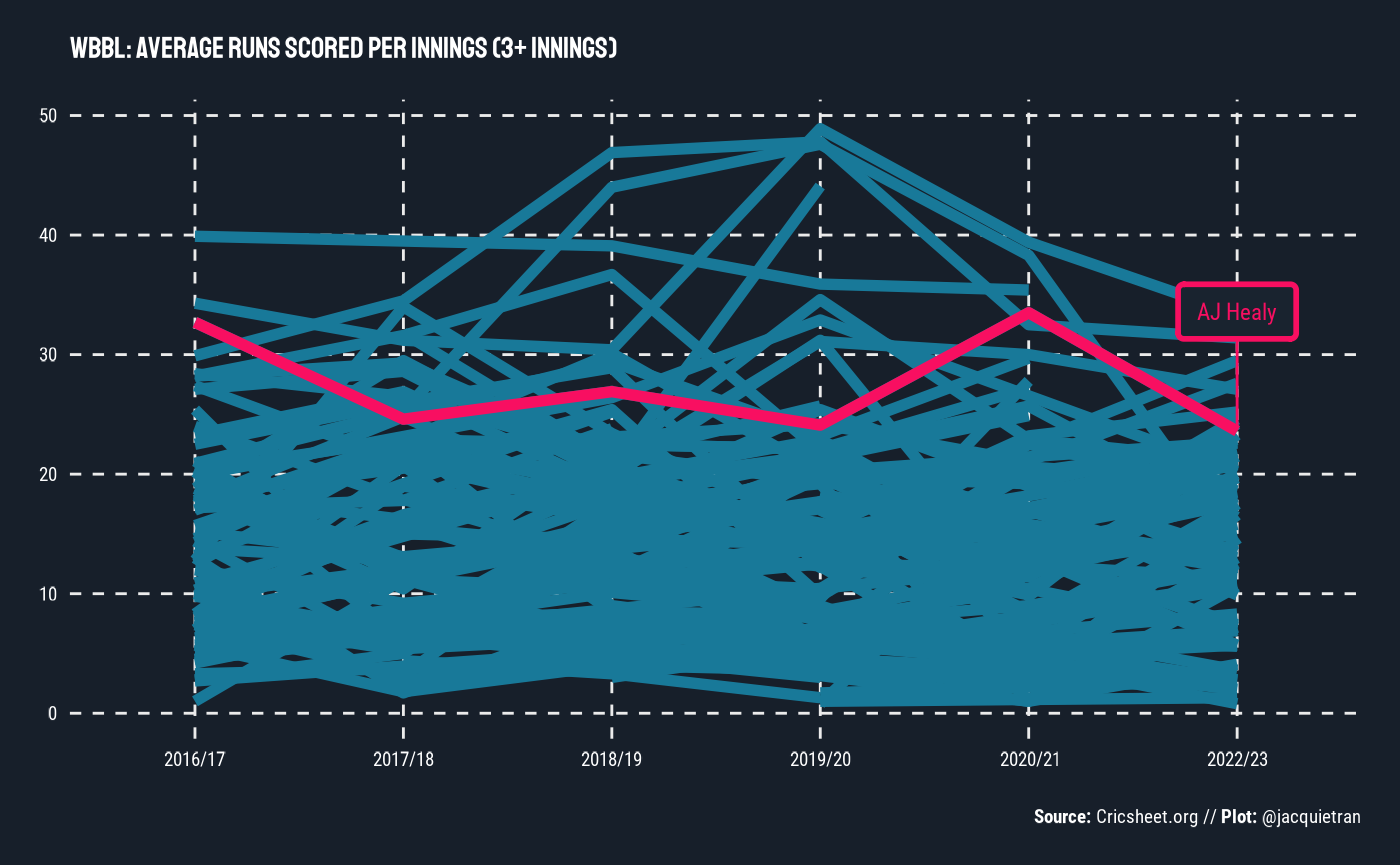 WBBL: AVERAGE RUNS SCORED PER INNINGS (3+ INNINGS)
50
40
AJ Healy
30
20
10
0
2016/17 2017/18 2018/19 2019/20 2020/21 2022/23
Source: Cricsheet.org // Plot: @jacquietran